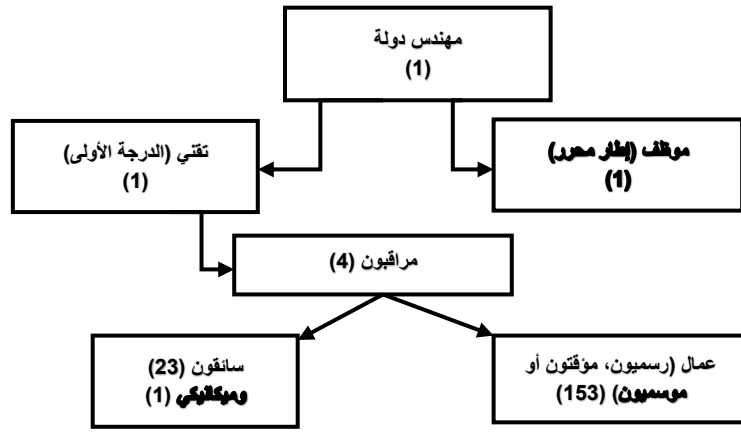 مهندس دولة
(1)
موظف (إطار محرر)
(1)
تقني (الدرجة الأولى)
(1)
مراقبون (4)
عمال (رسميون، مؤقتون أو
موسميون) (153)
سائقون (23)
وميكانيكي (1)